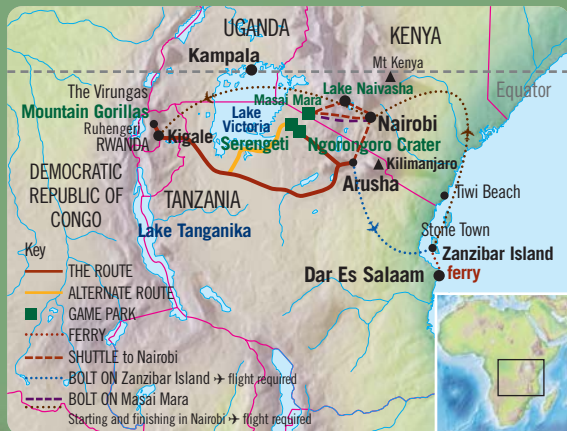 UGANDA
KENYA
Kampala
Mt Kenya
Equator
The Virungas
Mountain Gorillas
Ruhengeri
RWANDA
Kigale
Lake
Victoria
Masai Mara
Lake Naivasha
Nairobi
Serengeti
Ngorongoro Crater
Kilimanjaro
Arusha
DEMOCRATIC
REPUBLIC OF
CONGO
TANZANIA
Tiwi Beach
Lake Tanganika
Stone Town
Zanzibar Island
Dar Es Salaam
ferry
Key
THE ROUTE
ALTERNATE ROUTE
GAME PARK
FERRY
SHUTTLE to Nairobi
BOLT ON Zanzibar Island ✈ flight required
BOLT ON Masai Mara
Starting and finishing in Nairobi ✈ flight required